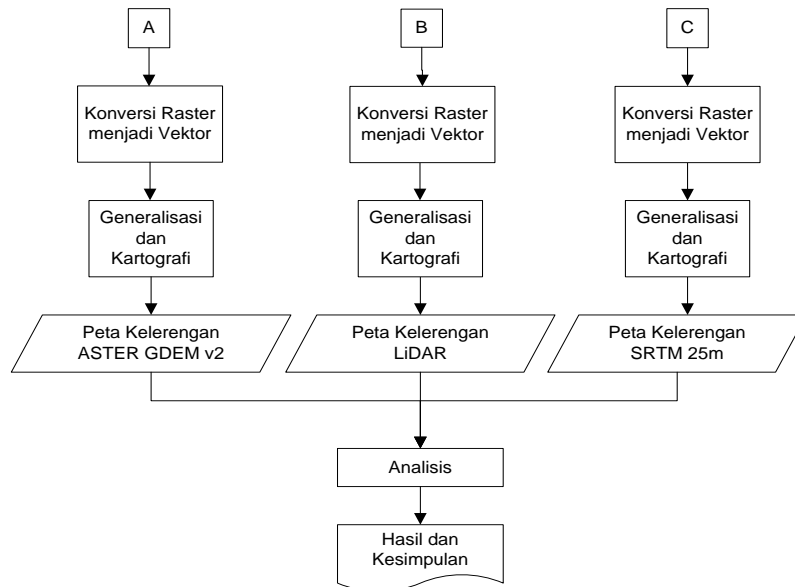 A
B
C
Konversi Raster
menjadi Vektor
Konversi Raster
menjadi Vektor
Konversi Raster
menjadi Vektor
Generalisasi
dan
Kartografi
Generalisasi
dan
Kartografi
Generalisasi
dan
Kartografi
Peta Kelerengan
ASTER GDEM v2
Peta Kelerengan
LiDAR
Peta Kelerengan
SRTM 25m
Analisis
Hasil dan
Kesimpulan